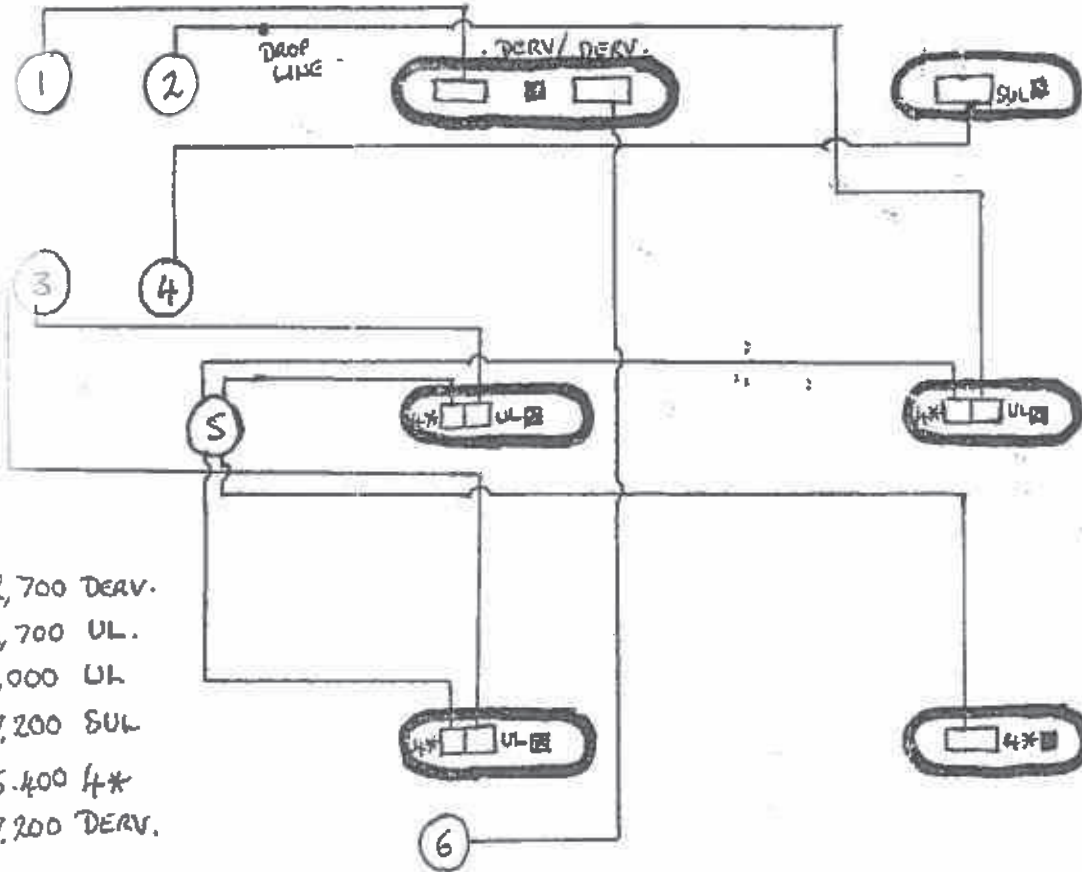 1
2
DROP
LINE
. DERV/ DERV.
SUL
3
4
5
4* UL
4* UL
,700 DERV.
,700 UL.
,000 UL
,200 SUL
.400 4*
,200 DERV.
4* UL
4*
6